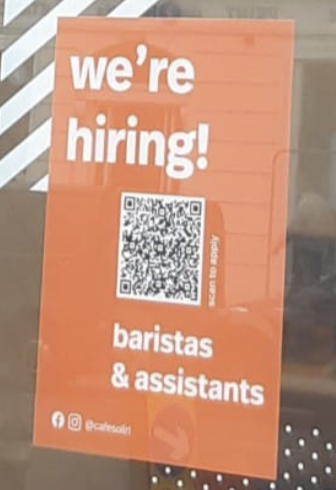 we're
hiring!
scan to apply
baristas
& assistants